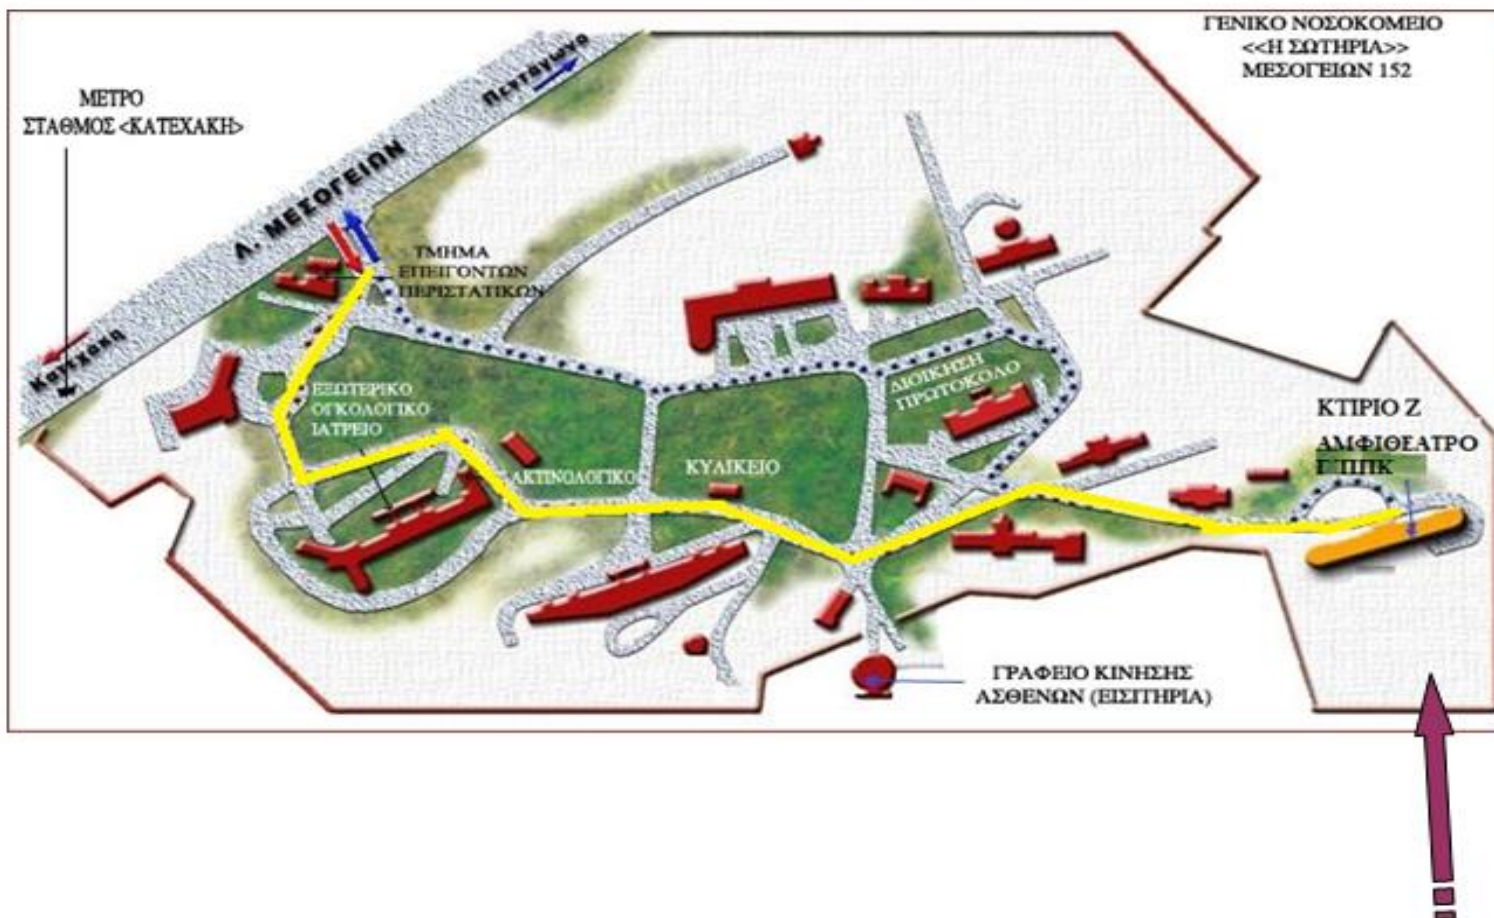 ΓΕΝΙΚΟ ΝΟΣΟΚΟΜΕΙΟ
<<Η ΣΩΤΗΡΙΑ>>
ΜΕΣΟΓΕΙΩΝ 152
Πεντάγωνο
ΜΕΤΡΟ
ΣΤΑΘΜΟΣ <ΚΑΤΕΧΑΚΗ>
Λ. ΜΕΣΟΓΕΙΩΝ
ΤΜΗΜΑ
ΕΠΕΙΓΟΝΤΩΝ
ΠΕΡΙΣΤΑΤΙΚΩΝ
Κατεχάκη
ΕΞΩΤΕΡΙΚΟ
ΟΓΚΟΛΟΓΙΚΟ
ΙΑΤΡΕΙΟ
ΔΙΟΙΚΗΣΗ
ΠΡΩΤΟΚΟΛΟ
ΚΤΙΡΙΟ Ζ
ΑΜΦΙΘΕΑΤΡΟ
ΑΚΤΙΝΟΛΟΓΙΚΟ
ΚΥΛΙΚΕΙΟ
ΓΡΑΦΕΙΟ ΚΙΝΗΣΗΣ
ΑΣΘΕΝΩΝ (ΕΙΣΙΤΗΡΙΑ)